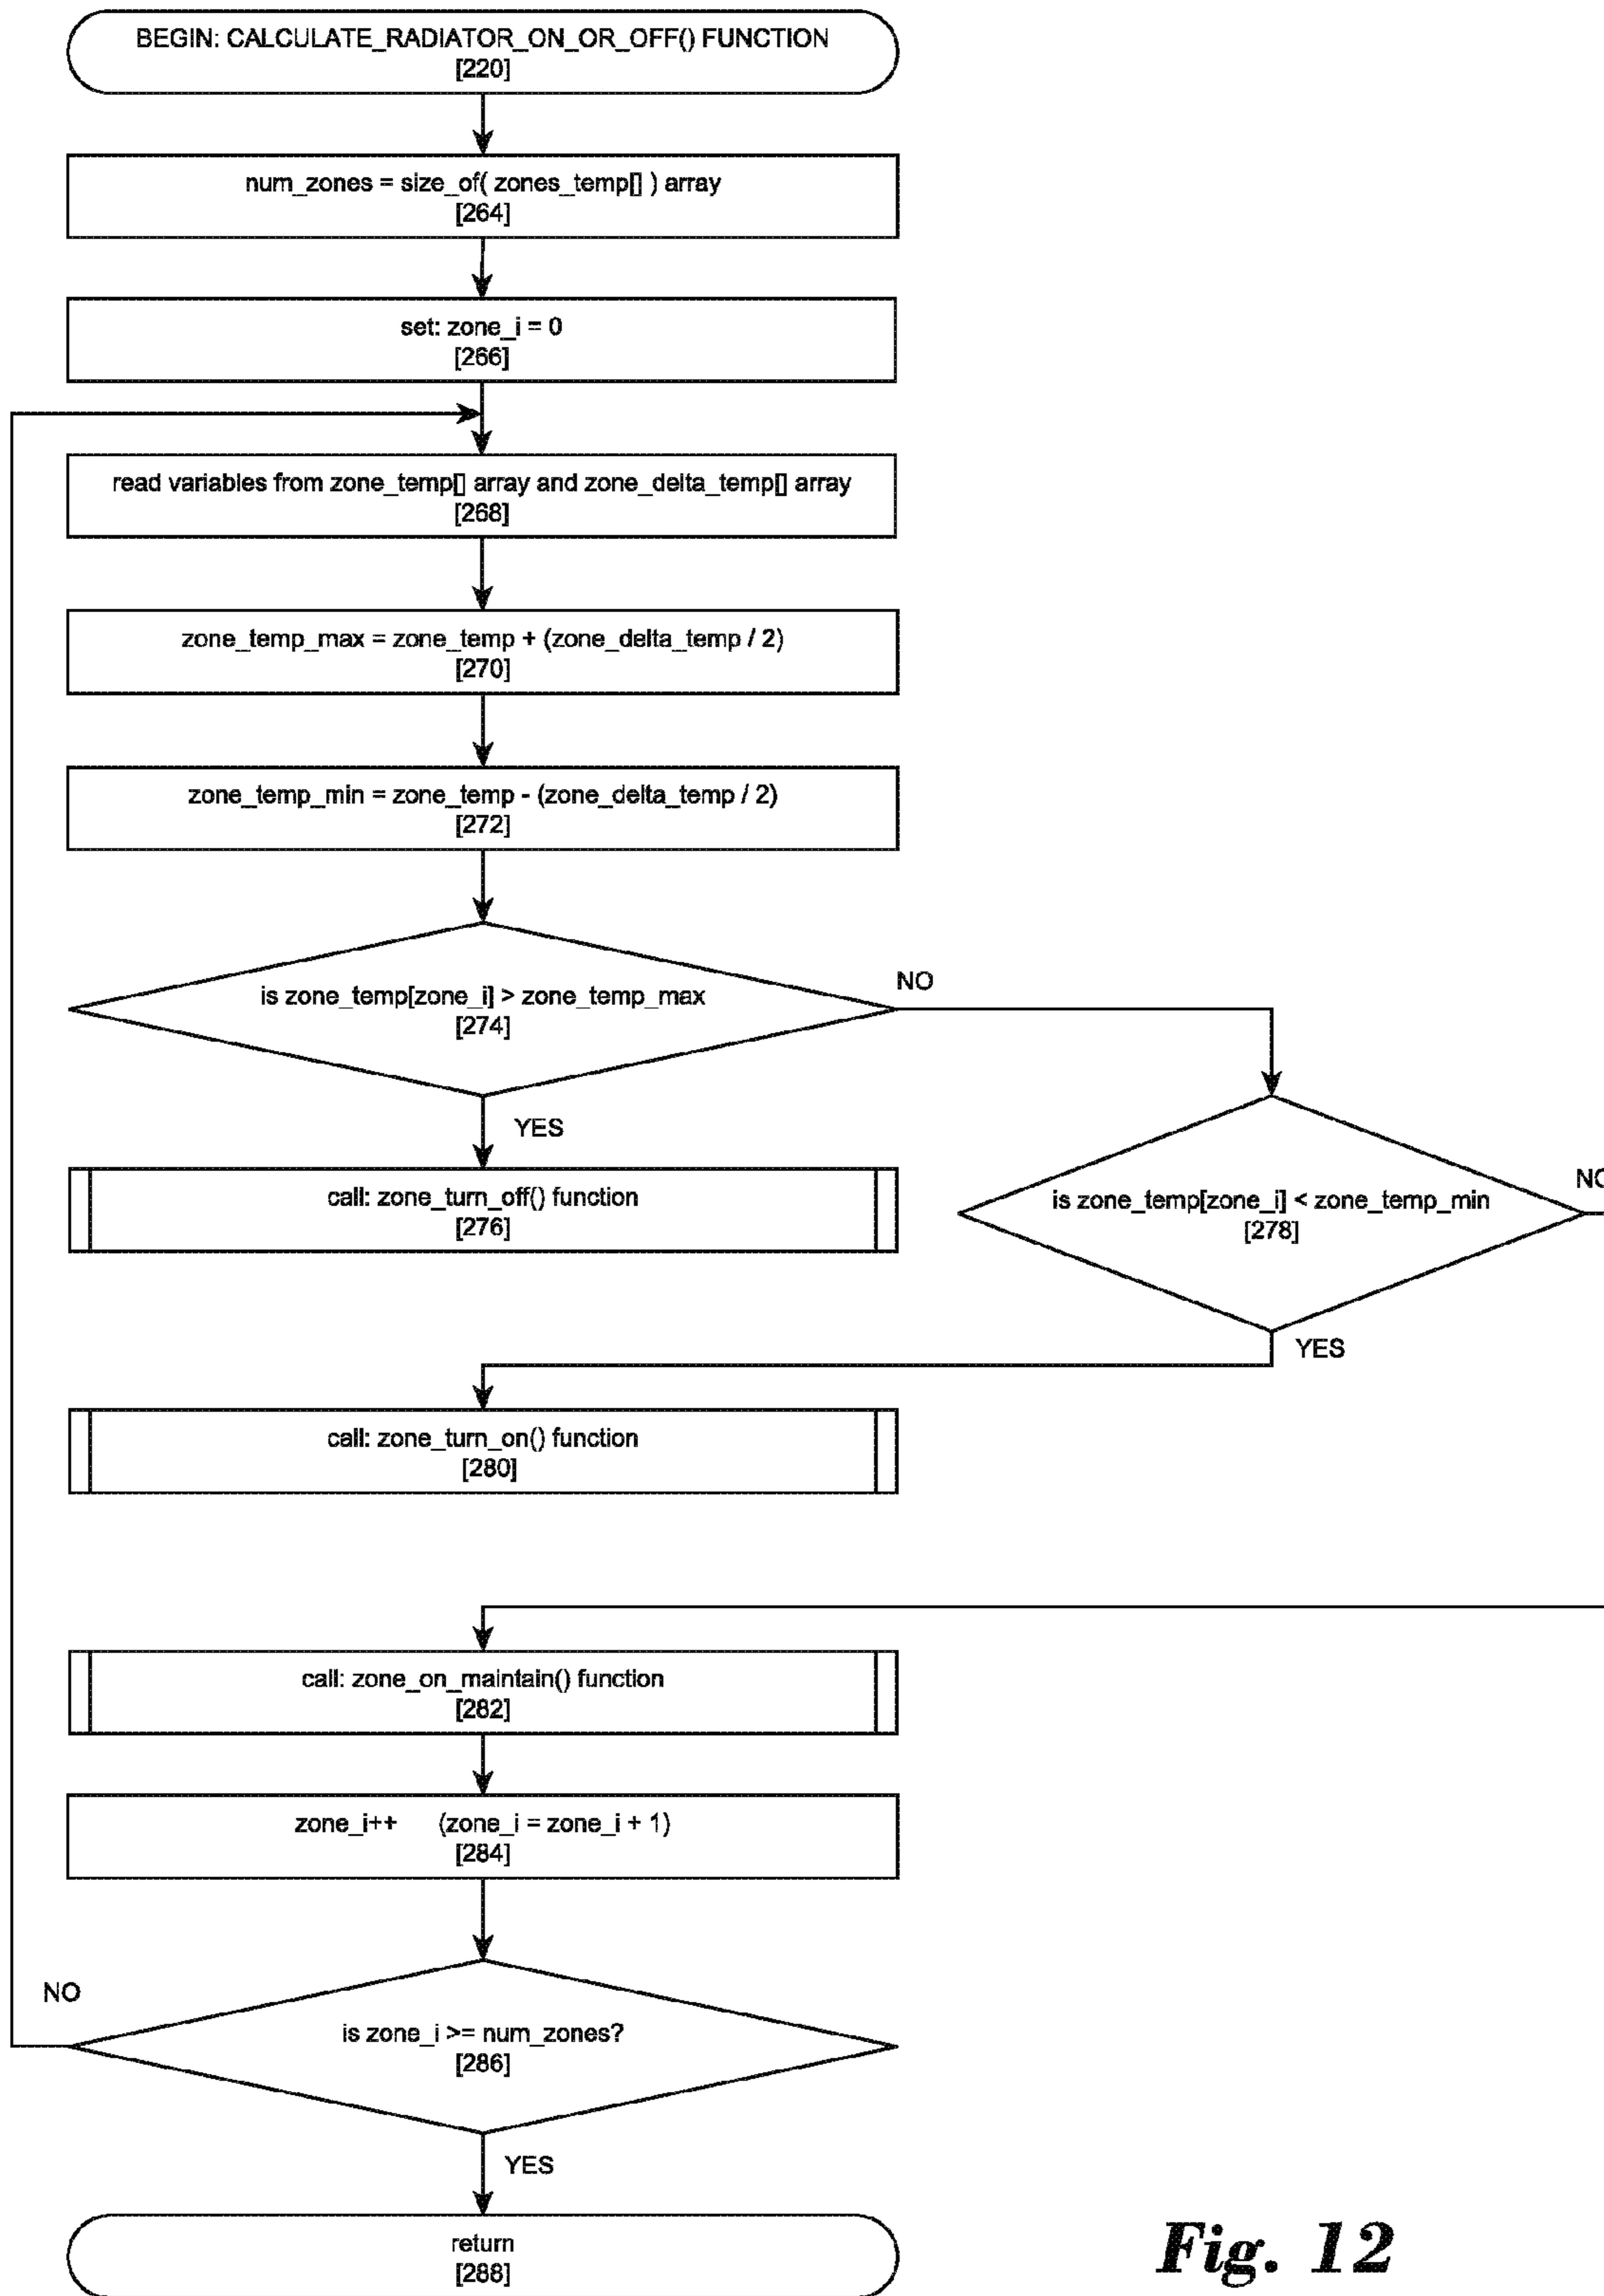 BEGIN: CALCULATE_RADIATOR_ON_OR_OFF() FUNCTION
[220]
num_zones = size_of( zones_temp[] ) array
[264]
set: zone_i = 0
[266]
read variables from zone_temp[] array and zone_delta_temp[] array
[268]
zone_temp_max = zone_temp + (zone_delta_temp / 2)
[270]
zone_temp_min = zone_temp - (zone_delta_temp / 2)
[272]
is zone_temp[zone_i] > zone_temp_max
[274]
NO
YES
call: zone_turn_off() function
[276]
is zone_temp[zone_i] < zone_temp_min
[278]
YES
call: zone_turn_on() function
[280]
call: zone_on_maintain() function
[282]
zone_i++ (zone_i = zone_i + 1)
[284]
NO
is zone_i >= num_zones?
[286]
YES
return
[288]
Fig. 12